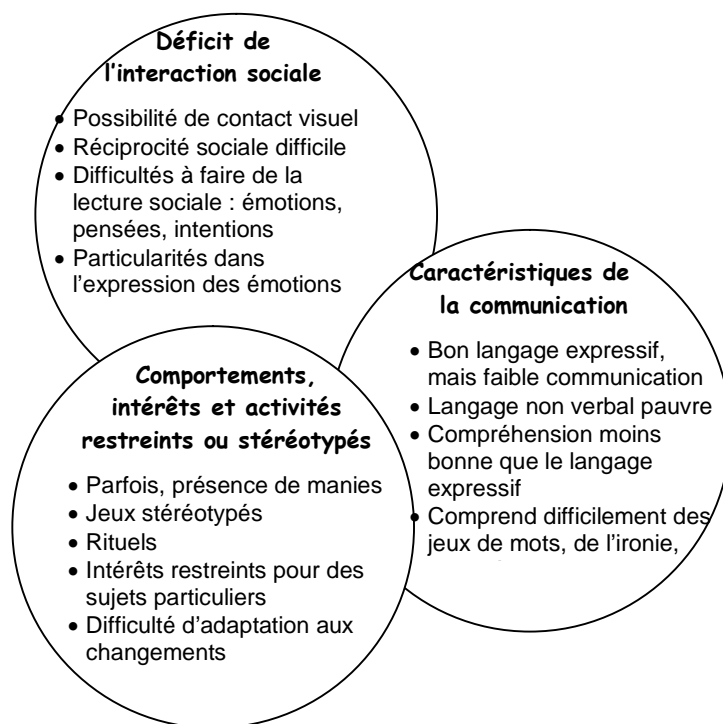 Déficit de
l'interaction sociale
• Possibilité de contact visuel
• Réciprocité sociale difficile
• Difficultés à faire de la
lecture sociale : émotions,
pensées, intentions
• Particularités dans
l'expression des émotions
Caractéristiques de
la communication
• Bon langage expressif,
mais faible communication
• Langage non verbal pauvre
• Compréhension moins
bonne que le langage
expressif
• Comprend difficilement des
jeux de mots, de l'ironie,
Comportements,
intérêts et activités
restreints ou stéréotypés
• Parfois, présence de manies
• Jeux stéréotypés
• Rituels
• Intérêts restreints pour des
sujets particuliers
• Difficulté d'adaptation aux
changements